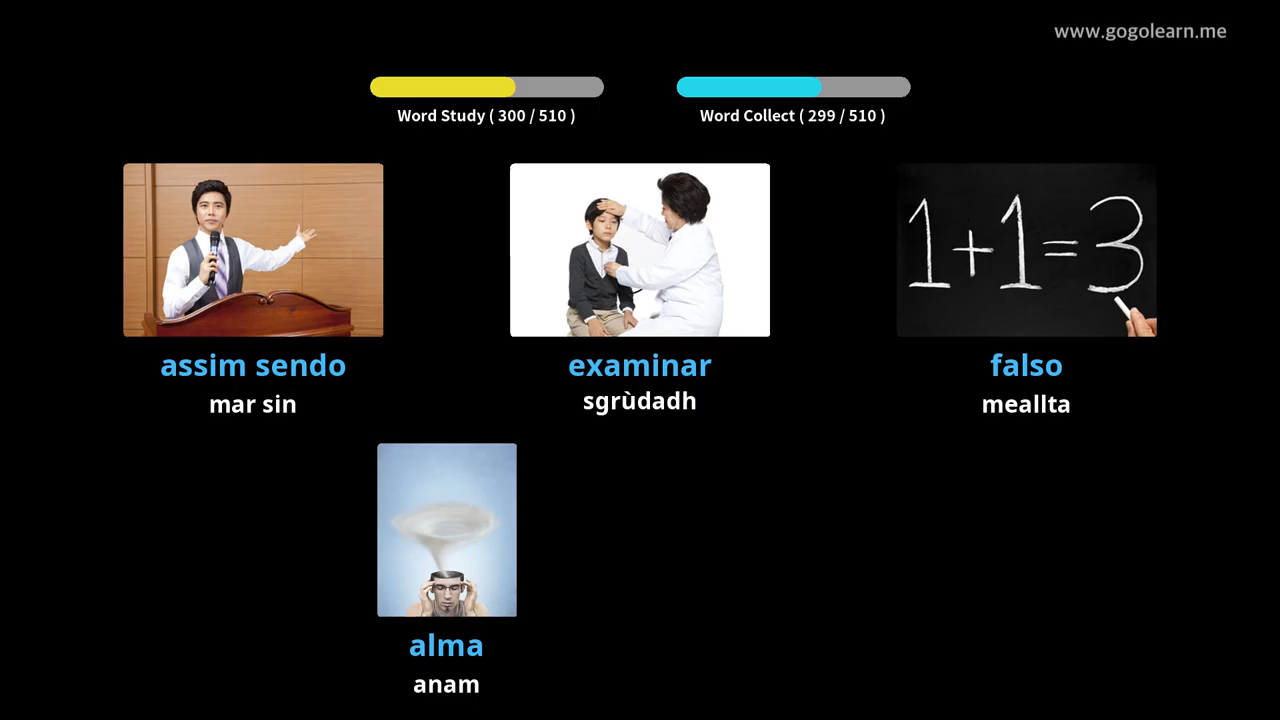 www.gogolearn.me
Word Study ( 300 / 510 )
Word Collect ( 299 / 510 )
1+1=3
assim sendo
mar sin
examinar
sgrùdadh
falso
meallta
alma
anam